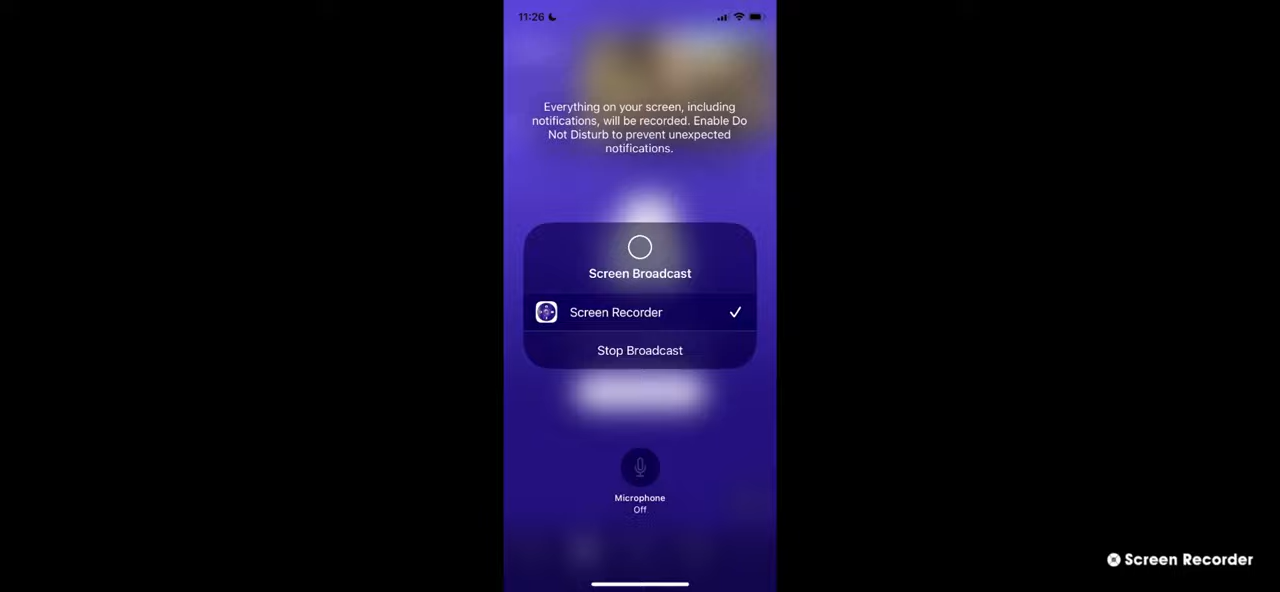 11:26
Everything on your screen, including
notifications, will be recorded. Enable Do
Not Disturb to prevent unexpected
notifications.
Screen Broadcast
Screen Recorder
Stop Broadcast
Microphone
Off
Screen Recorder